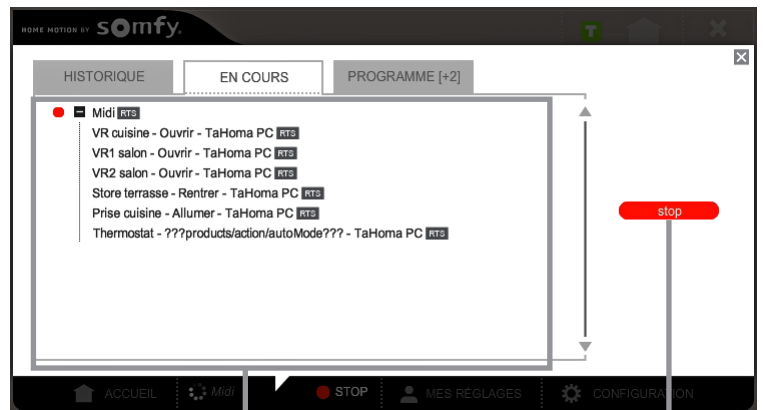 HOME MOTION BY somfy.
T
HISTORIQUE
EN COURS
PROGRAMME [+2]
Midi RTS
VR cuisine - Ouvrir - TaHoma PC RTS
VR1 salon - Ouvrir - TaHoma PC RTS
VR2 salon - Ouvrir - TaHoma PC RTS
Store terrasse - Rentrer - TaHoma PC RTS
Prise cuisine - Allumer - TaHoma PC RTS
Thermostat - ???products/action/autoMode??? - TaHoma PC RTS
stop
ACCUEIL
Midi
STOP
MES RÉGLAGES
CONFIGURATION